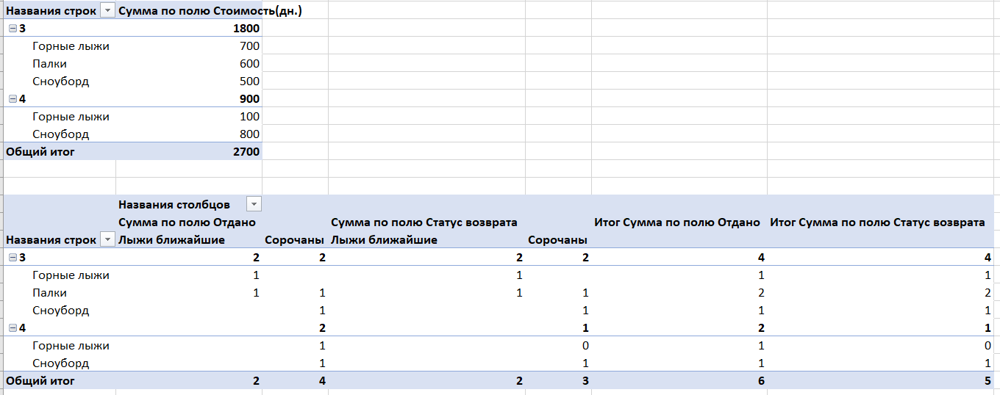 Названия строк Сумма по полю Стоимость(дн.)
3 1800
Горные лыжи 700
Палки 600
Сноуборд 500
4 900
Горные лыжи 100
Сноуборд 800
Общий итог 2700
Названия столбцов
Сумма по полю Отдано Сумма по полю Статус возврата Итог Сумма по полю Отдано Итог Сумма по полю Статус возврата
Названия строк Лыжи ближайшие Сорочаны Лыжи ближайшие Сорочаны
3 2 2 2 2 4 4
Горные лыжи 1 1 1 1
Палки 1 1 1 1 2 2
Сноуборд 1 1 1 1
4 2 1 2 1
Горные лыжи 1 0 1 0
Сноуборд 1 1 1 1
Общий итог 2 4 2 3 6 5